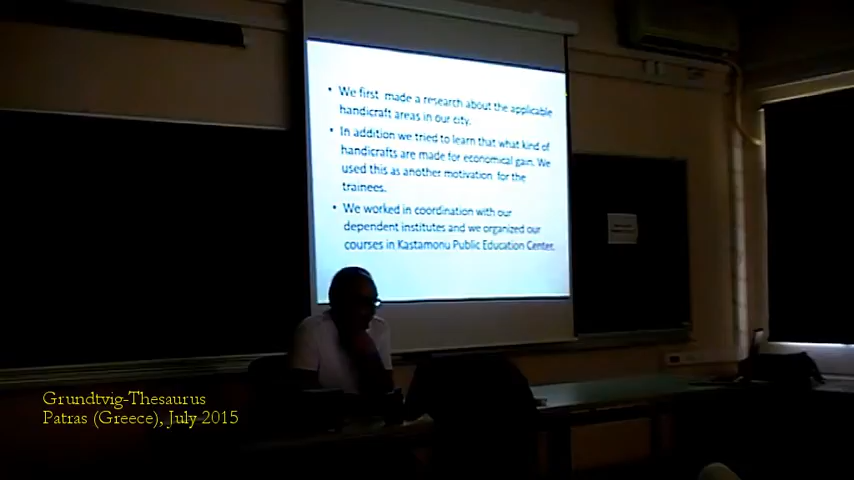 • We first made a research about the applicable
handicraft areas in our city.
• In addition we tried to learn that what kind of
handicrafts are made for economical gain. We
used this as another motivation for the
trainees.
• We worked in coordination with our
dependent institutes and we organized our
courses in Kastamonu Public Education Center.
Grundtvig-Thesaurus
Patras (Greece), July-2015